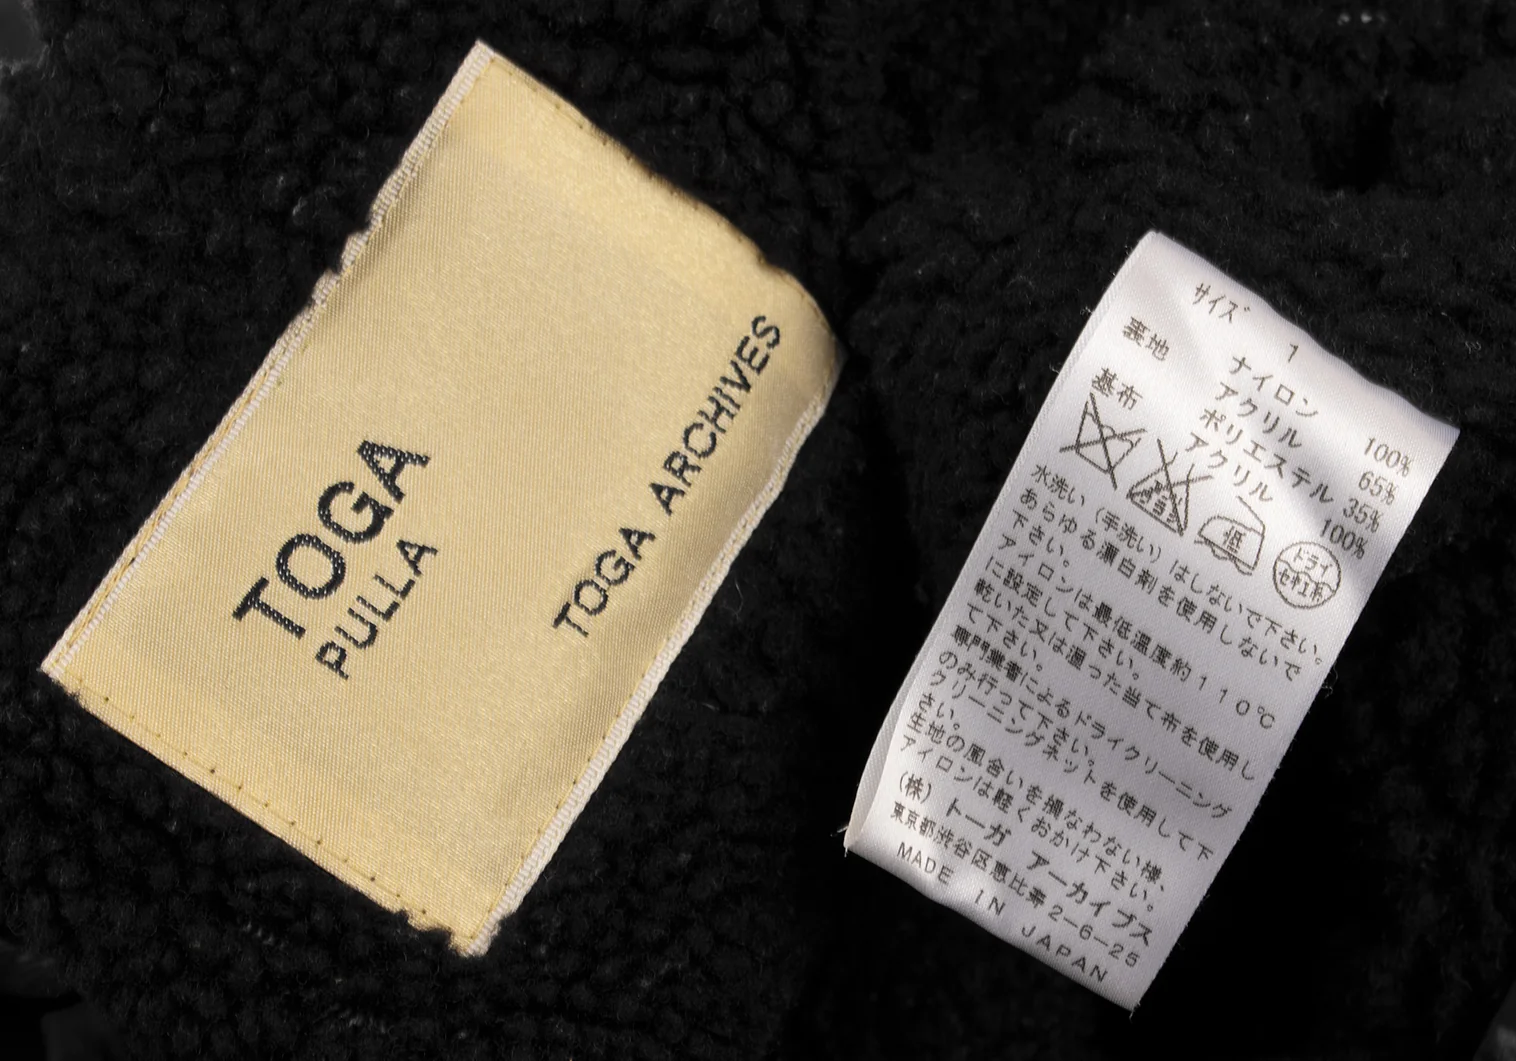 TOGA
PULLA
TOGA ARCHIVES
サイズ 1
裏地 ナイロン 100%
アクリル 65%
ポリエステル 35%
基布 アクリル 100%
低
ドライ
セキユ系
水洗い（手洗い）はしないで下さい。
あらゆる漂白剤を使用しないで
下さい。
アイロンは最低温度約110℃
に設定して下さい。
乾いた又は湿った当て布を使用し
て下さい。
専門業者によるドライクリーニング
のみ行って下さい。
クリーニングネットを使用して下
さい。
生地の風合いを損なわない様、
アイロンは軽くおかけ下さい。
（株）トーガ アーカイブス
東京都渋谷区恵比寿2-6-25
MADE IN JAPAN